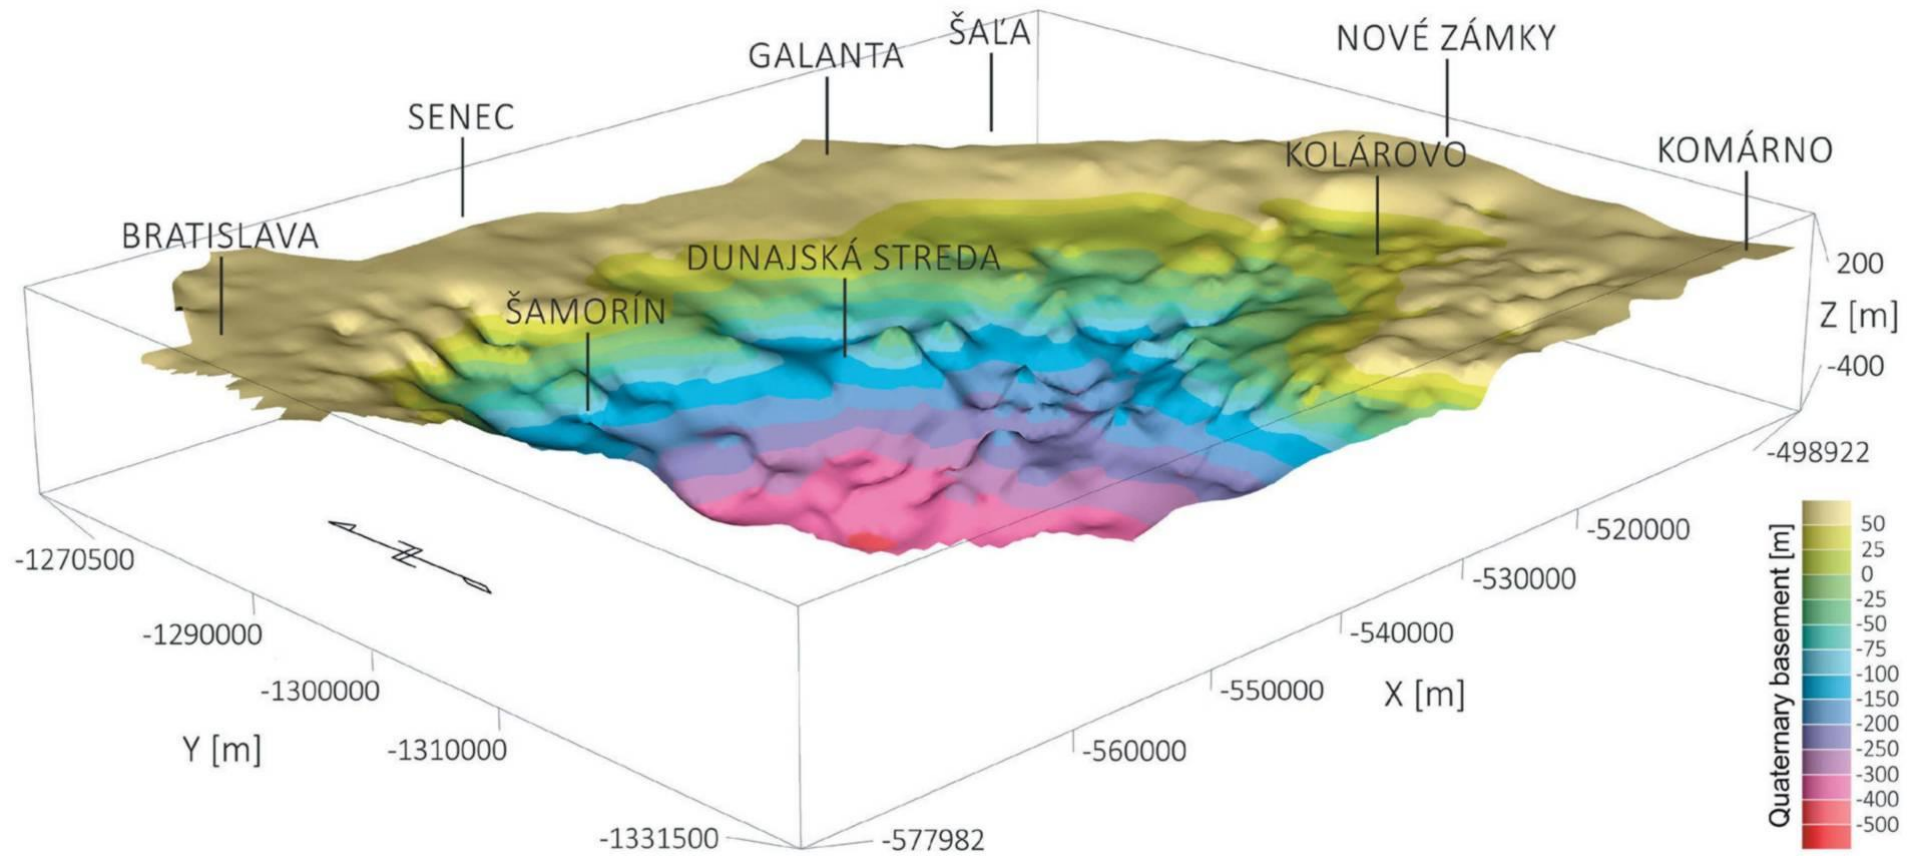 ŠAĽA
NOVÉ ZÁMKY
GALANTA
SENEC
KOLÁROVO
KOMÁRNO
BRATISLAVA
DUNAJSKÁ STREDA
ŠAMORÍN
200
Z [m]
-400
-498922
-520000
-530000
-540000
-550000
X [m]
-560000
-577982
-1270500
-1290000
-1300000
Y [m]
-1310000
-1331500
N
Quaternary basement [m]
50
25
0
-25
-50
-75
-100
-150
-200
-250
-300
-400
-500